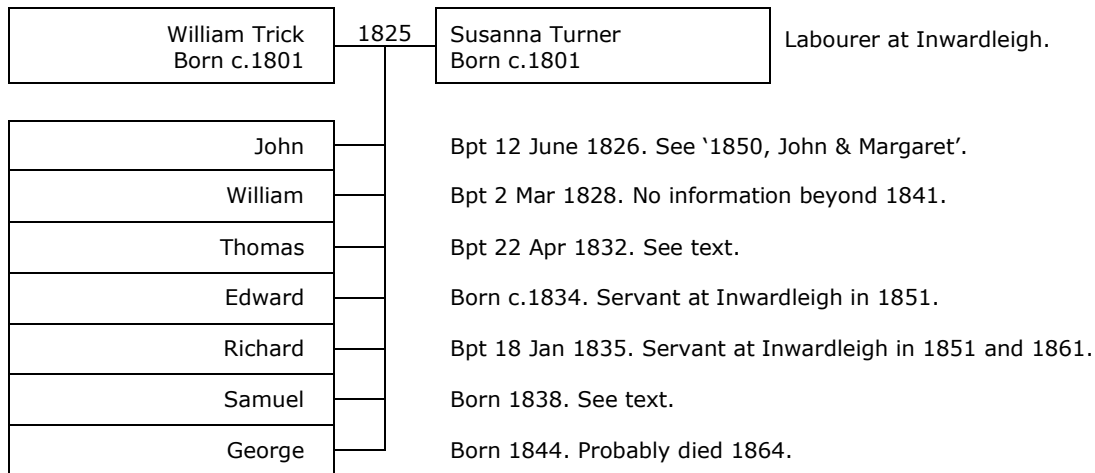 William Trick
Born c.1801
1825
Susanna Turner
Born c.1801
Labourer at Inwardleigh.
John
Bpt 12 June 1826. See ‘1850, John & Margaret’.
William
Bpt 2 Mar 1828. No information beyond 1841.
Thomas
Bpt 22 Apr 1832. See text.
Edward
Born c.1834. Servant at Inwardleigh in 1851.
Richard
Bpt 18 Jan 1835. Servant at Inwardleigh in 1851 and 1861.
Samuel
Born 1838. See text.
George
Born 1844. Probably died 1864.